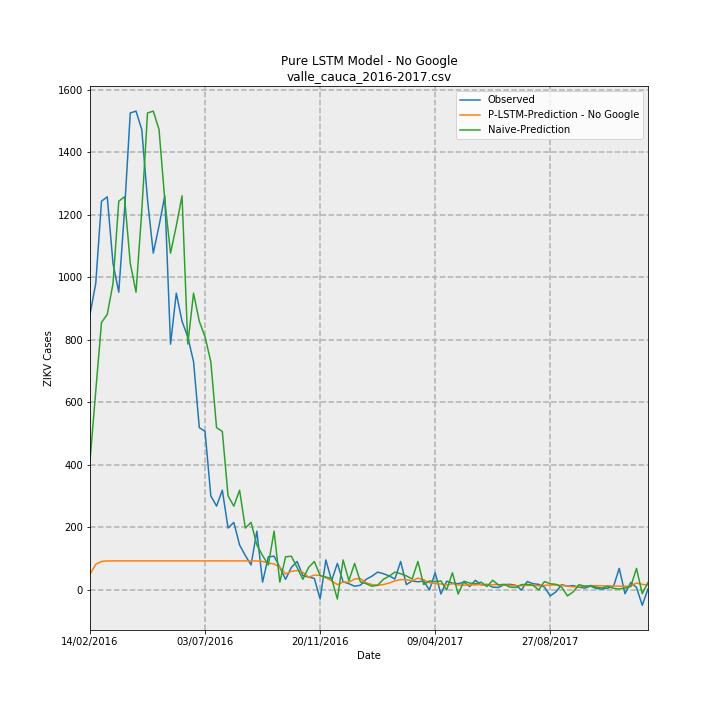 Pure LSTM Model - No Google
valle_cauca_2016-2017.csv
Observed
P-LSTM-Prediction - No Google
Naive-Prediction
ZIKV Cases
1600
1400
1200
1000
800
600
400
200
0
14/02/2016
03/07/2016
20/11/2016
09/04/2017
27/08/2017
Date